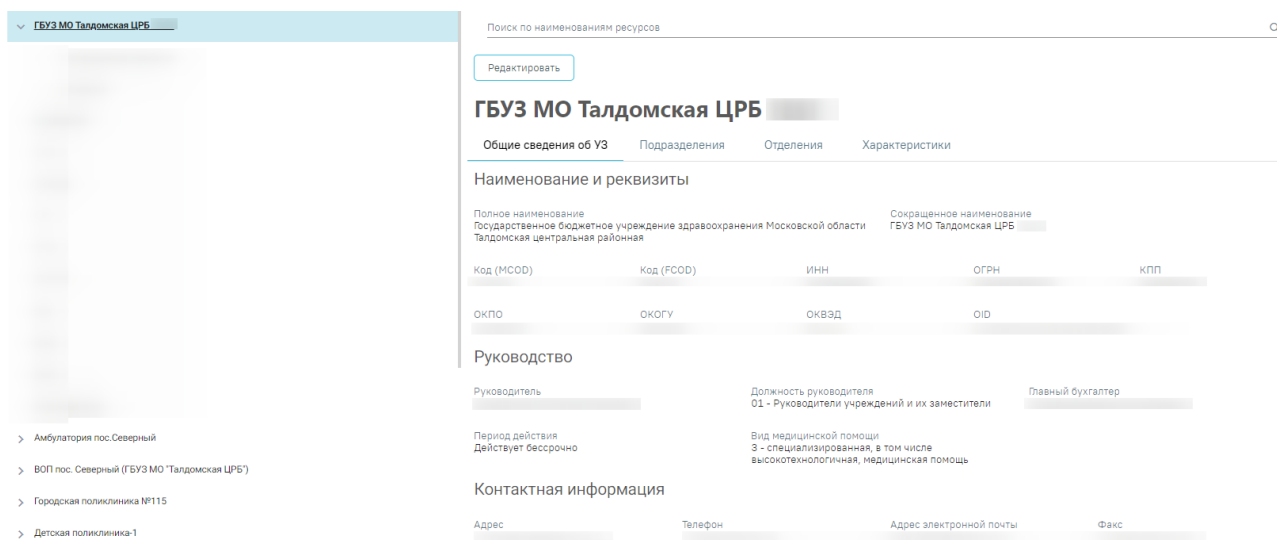 ГБУЗ МО Талдомская ЦРБ
Амбулатория пос.Северный
ВОП пос. Северный (ГБУЗ МО "Талдомская ЦРБ")
Городская поликлиника №115
Детская поликлиника-1
Поиск по наименованиям ресурсов
Редактировать
ГБУЗ МО Талдомская ЦРБ
Общие сведения об УЗ Подразделения Отделения Характеристики
Наименование и реквизиты
Полное наименование Сокращенное наименование
Государственное бюджетное учреждение здравоохранения Московской области ГБУЗ МО Талдомская ЦРБ
Талдомская центральная районная
Код (MCOD) Код (FCOD) ИНН ОГРН КПП
ОКПО ОКОГУ ОКВЭД OID
Руководство
Руководитель Должность руководителя Главный бухгалтер
01 - Руководители учреждений и их заместители
Период действия Вид медицинской помощи
Действует бессрочно 3 - специализированная, в том числе
высокотехнологичная, медицинская помощь
Контактная информация
Адрес Телефон Адрес электронной почты Факс